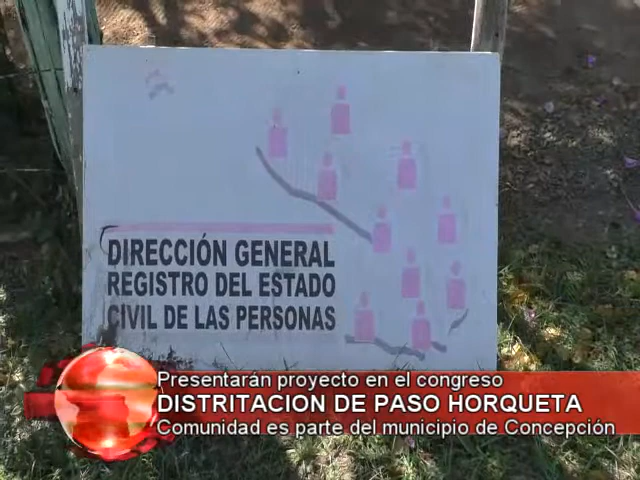 DIRECCIÓN GENERAL
REGISTRO DEL ESTADO
CIVIL DE LAS PERSONAS
Presentarán proyecto en el congreso
DISTRITACION DE PASO HORQUETA
Comunidad es parte del municipio de Concepción